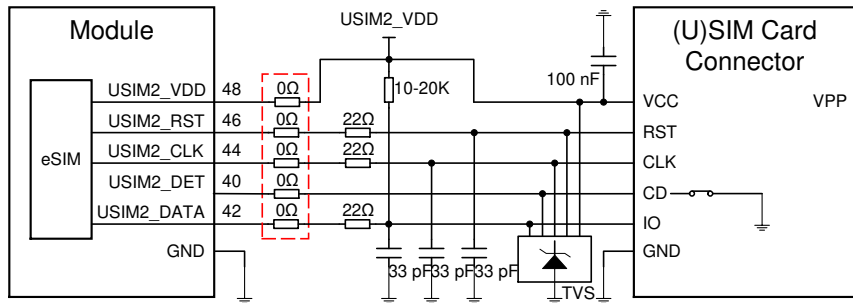 USIM2_VDD
Module
(U)SIM Card
Connector
100 nF
10-20K
USIM2_VDD 48 0Ω
VCC VPP
USIM2_RST 46 0Ω 22Ω
RST
eSIM
USIM2_CLK 44 0Ω 22Ω
CLK
USIM2_DET 40 0Ω
CD
USIM2_DATA 42 0Ω 22Ω
IO
GND
GND
33 pF 33 pF 33 pF
TVS